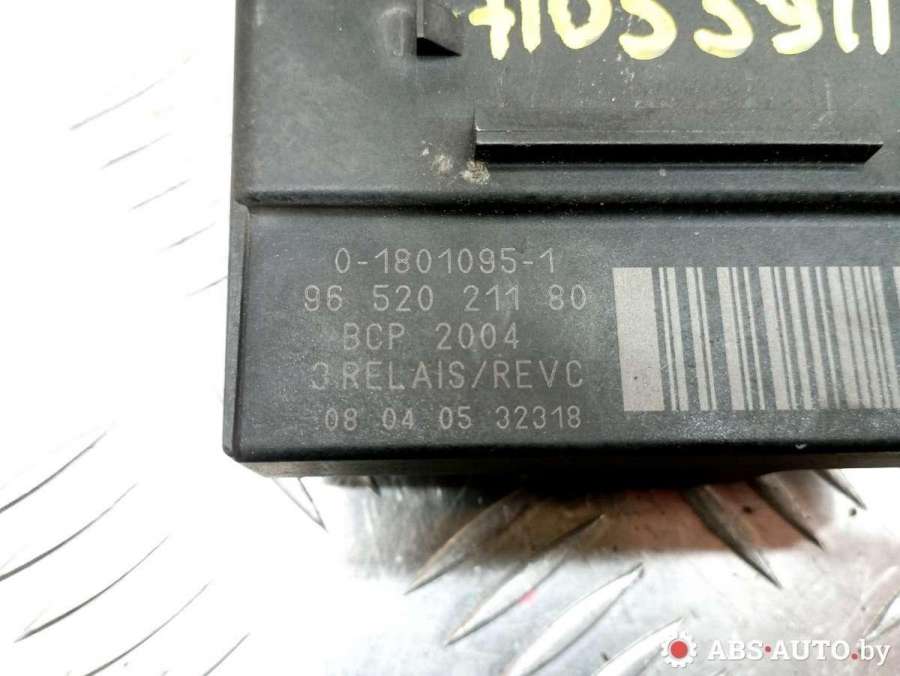 0-1801095-1
96 520 211 80
BCP 2004
3 RELAIS/REVC
08 04 05 32318
ABS-AUTO.by